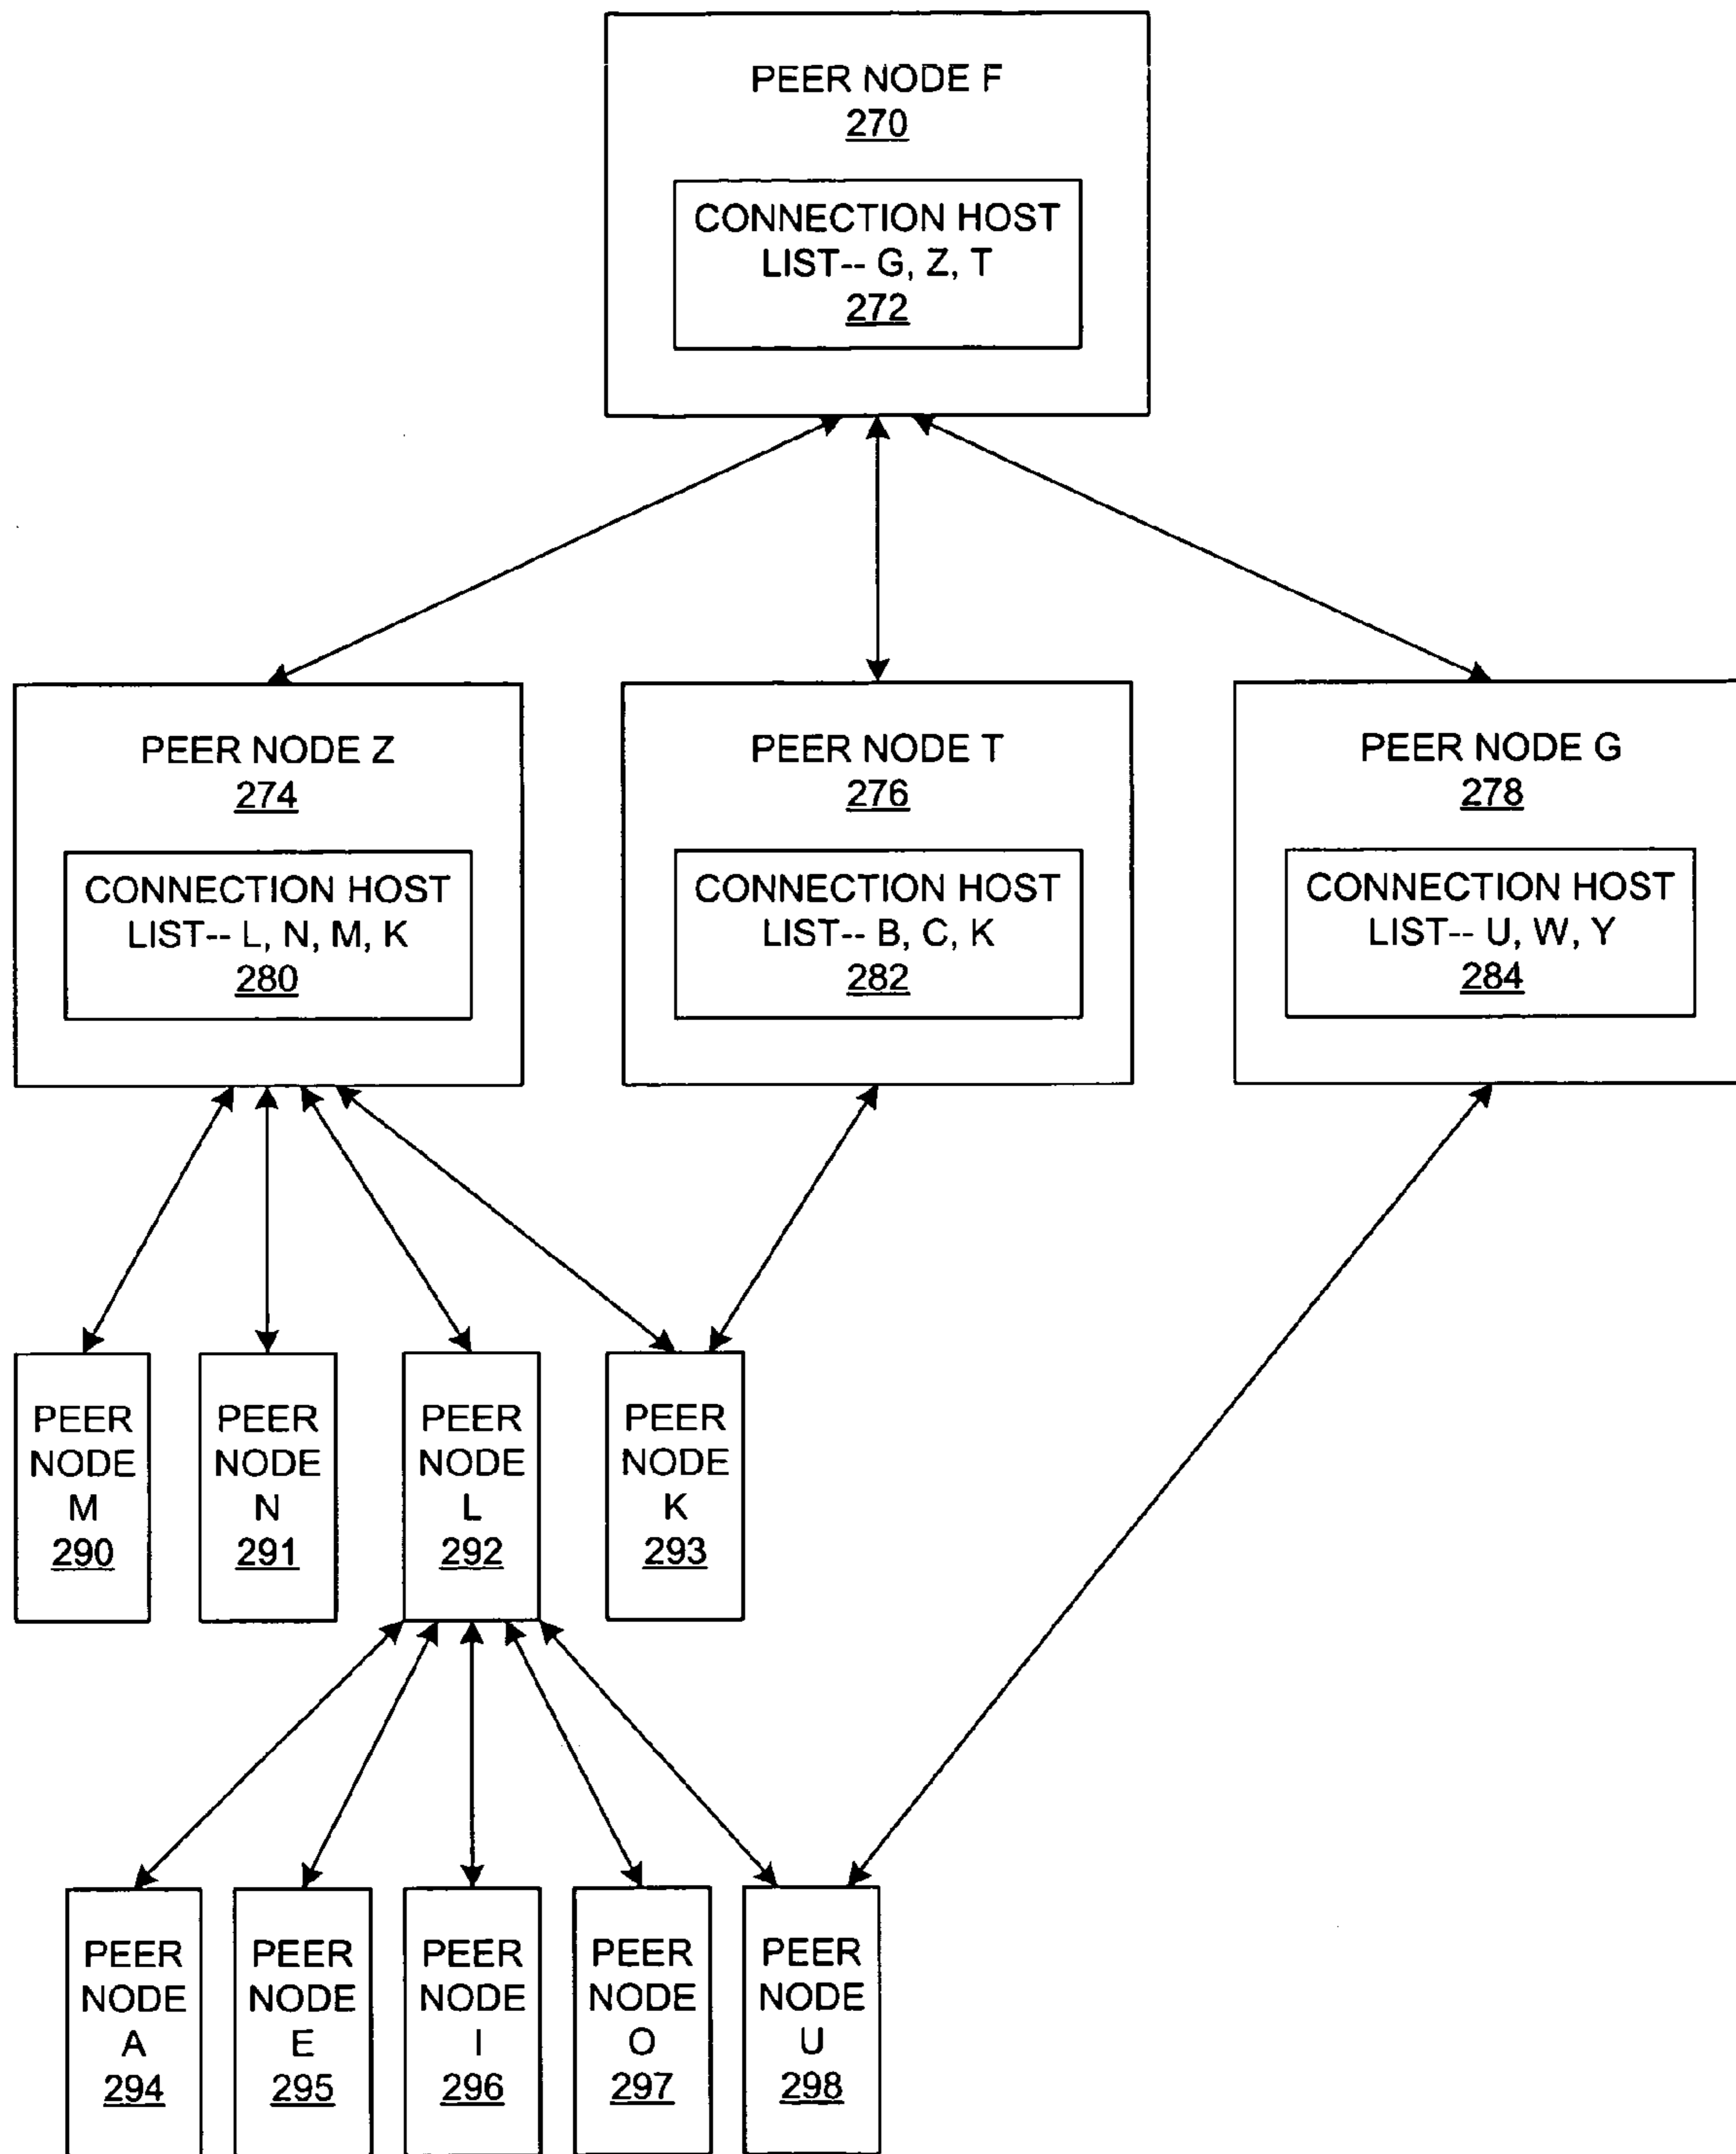 PEER NODE F
270
CONNECTION HOST
LIST-- G, Z, T
272
PEER NODE Z
274
CONNECTION HOST
LIST-- L, N, M, K
280
PEER NODE T
276
CONNECTION HOST
LIST-- B, C, K
282
PEER NODE G
278
CONNECTION HOST
LIST-- U, W, Y
284
PEER
NODE
M
290
PEER
NODE
N
291
PEER
NODE
L
292
PEER
NODE
K
293
PEER
NODE
A
294
PEER
NODE
E
295
PEER
NODE
I
296
PEER
NODE
O
297
PEER
NODE
U
298